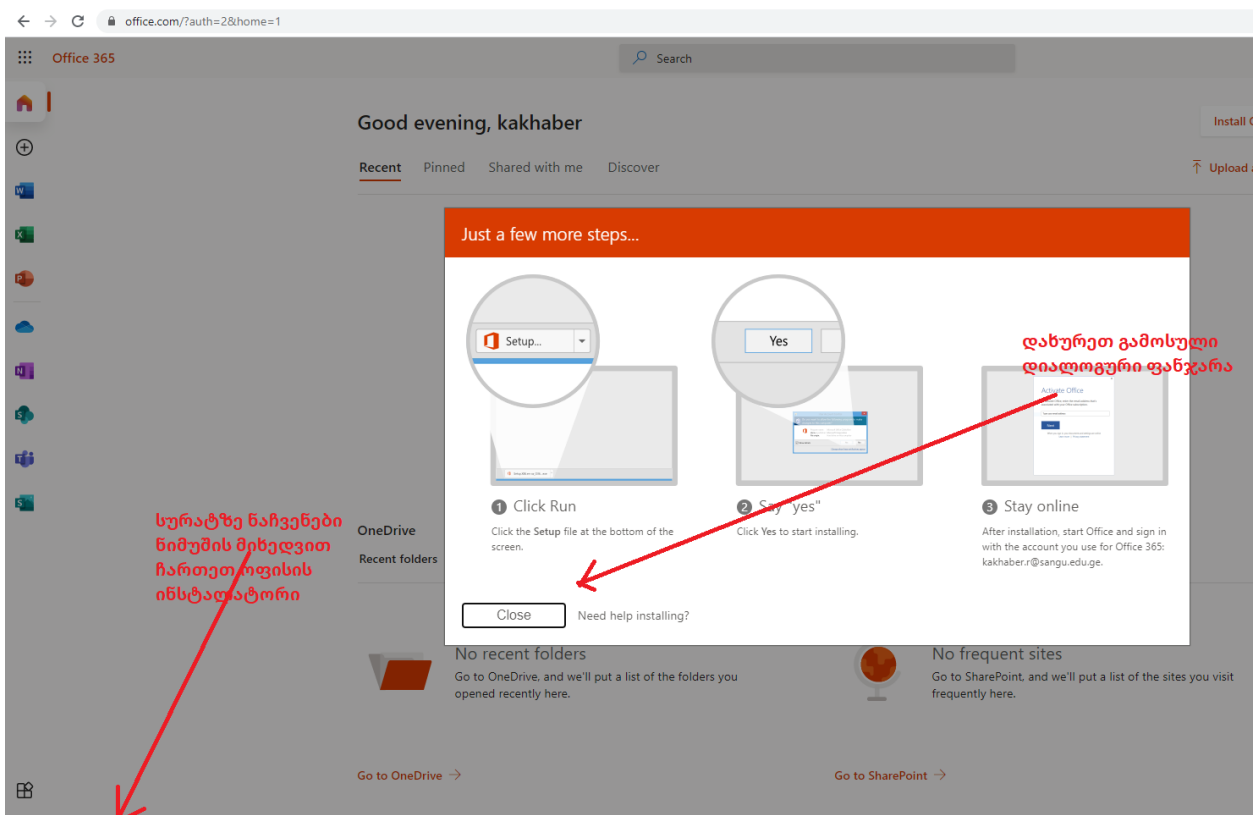 office.com/?auth=2&home=1
Office 365
Search
Good evening, kakhaber
Install
Recent Pinned Shared with me Discover
Upload
Just a few more steps...
Setup...
Yes
დახურეთ გამოსული
დიალოგური ფანჯარა
Activate Office
1 Click Run
Click the Setup file at the bottom of the
screen.
2 Say "yes"
Click Yes to start installing.
3 Stay online
After installation, start Office and sign in
with the account you use for Office 365:
kakhaber.r@sangu.edu.ge.
სურატზე ნაჩვენები
ნიმუშის მიხედვით
ჩართეთ ოფისის
ინსტალატორი
OneDrive
Recent folders
Close Need help installing?
No recent folders
Go to OneDrive, and we'll put a list of the folders you
opened recently here.
No frequent sites
Go to SharePoint, and we'll put a list of the sites you visit
frequently here.
Go to OneDrive →
Go to SharePoint →